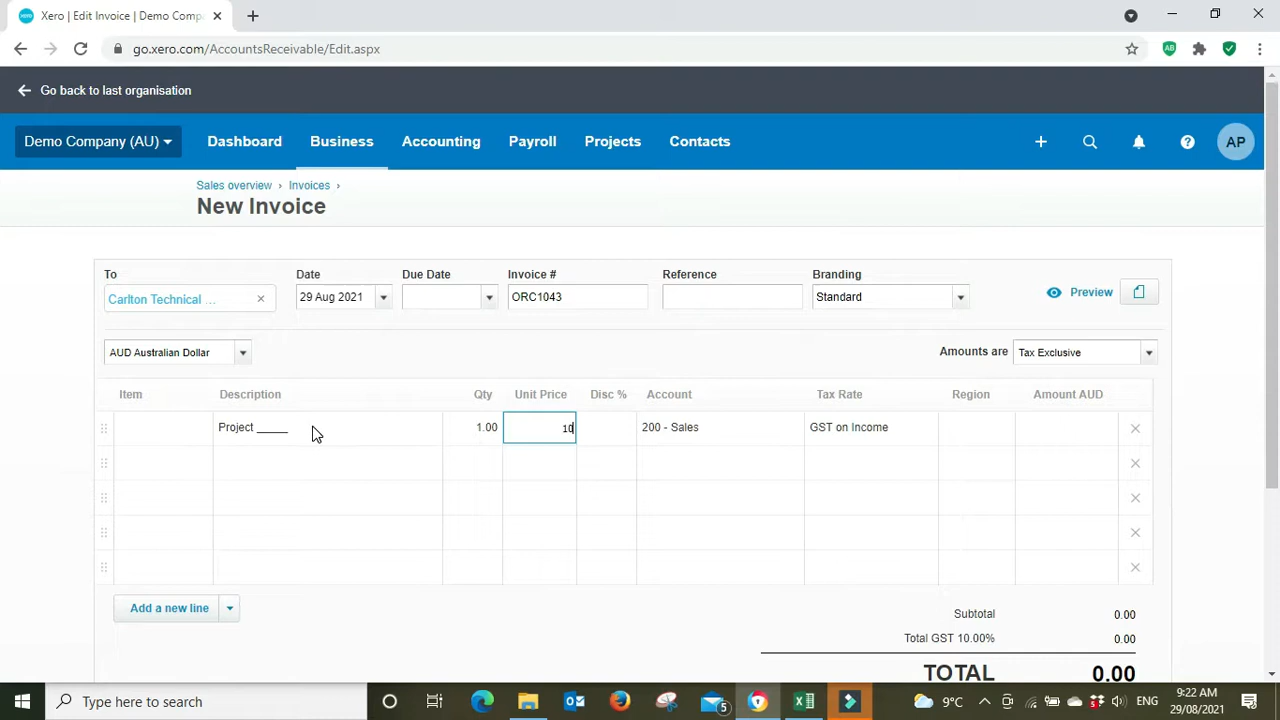 Xero | Edit Invoice | Demo Comp
go.xero.com/AccountsReceivable/Edit.aspx
AB
Go back to last organisation
Demo Company (AU) Dashboard Business Accounting Payroll Projects Contacts AP
Sales overview › Invoices ›
New Invoice
To Date Due Date Invoice # Reference Branding
Carlton Technical ... 29 Aug 2021 ORC1043 Standard Preview
AUD Australian Dollar Amounts are Tax Exclusive
Item Description Qty Unit Price Disc % Account Tax Rate Region Amount AUD
Project _____ 1.00 10 200 - Sales GST on Income
Add a new line
Subtotal 0.00
Total GST 10.00% 0.00
TOTAL 0.00
Type here to search 5 9°C ENG 9:22 AM
29/08/2021